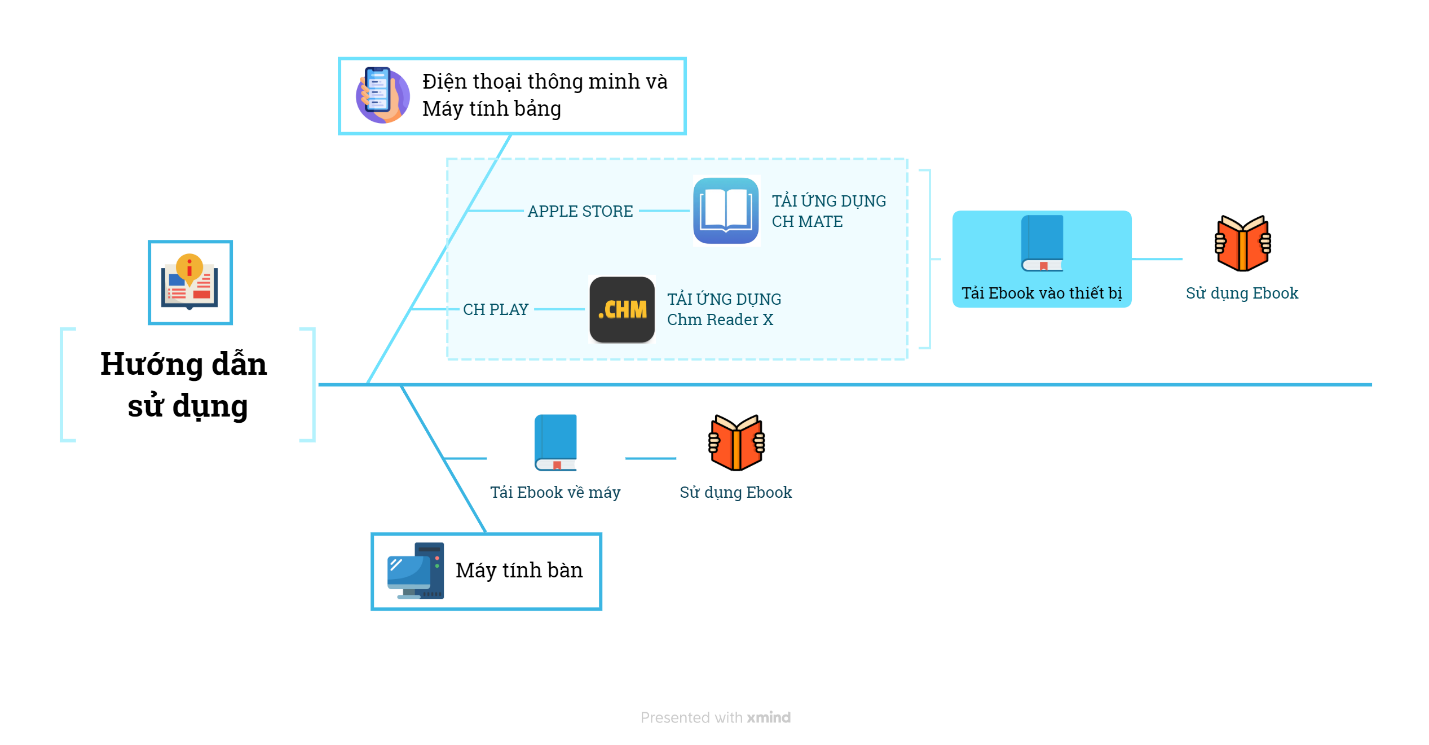 Điện thoại thông minh và
Máy tính bảng
APPLE STORE
TẢI ỨNG DỤNG
CH MATE
CH PLAY
.CHM
TẢI ỨNG DỤNG
Chm Reader X
Tải Ebook vào thiết bị
Sử dụng Ebook
i
Hướng dẫn
sử dụng
Tải Ebook về máy
Sử dụng Ebook
Máy tính bàn
Presented with xmind